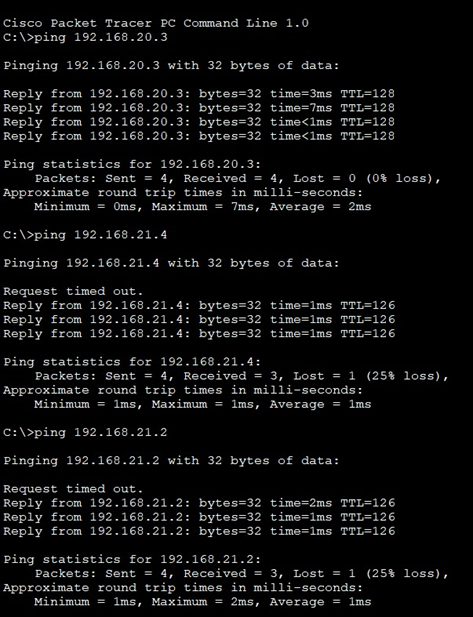 Cisco Packet Tracer PC Command Line 1.0
C:\>ping 192.168.20.3
Pinging 192.168.20.3 with 32 bytes of data:
Reply from 192.168.20.3: bytes=32 time=3ms TTL=128
Reply from 192.168.20.3: bytes=32 time=7ms TTL=128
Reply from 192.168.20.3: bytes=32 time<1ms TTL=128
Reply from 192.168.20.3: bytes=32 time<1ms TTL=128
Ping statistics for 192.168.20.3:
Packets: Sent = 4, Received = 4, Lost = 0 (0% loss),
Approximate round trip times in milli-seconds:
Minimum = 0ms, Maximum = 7ms, Average = 2ms
C:\>ping 192.168.21.4
Pinging 192.168.21.4 with 32 bytes of data:
Request timed out.
Reply from 192.168.21.4: bytes=32 time=1ms TTL=126
Reply from 192.168.21.4: bytes=32 time=1ms TTL=126
Reply from 192.168.21.4: bytes=32 time=1ms TTL=126
Ping statistics for 192.168.21.4:
Packets: Sent = 4, Received = 3, Lost = 1 (25% loss),
Approximate round trip times in milli-seconds:
Minimum = 1ms, Maximum = 1ms, Average = 1ms
C:\>ping 192.168.21.2
Pinging 192.168.21.2 with 32 bytes of data:
Request timed out.
Reply from 192.168.21.2: bytes=32 time=2ms TTL=126
Reply from 192.168.21.2: bytes=32 time=1ms TTL=126
Reply from 192.168.21.2: bytes=32 time=1ms TTL=126
Ping statistics for 192.168.21.2:
Packets: Sent = 4, Received = 3, Lost = 1 (25% loss),
Approximate round trip times in milli-seconds:
Minimum = 1ms, Maximum = 2ms, Average = 1ms